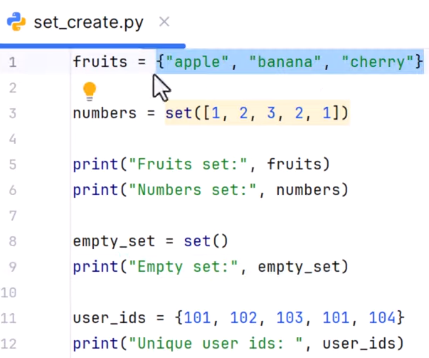 set_create.py
1 fruits = {"apple", "banana", "cherry"}
2
3 numbers = set([1, 2, 3, 2, 1])
4
5 print("Fruits set:", fruits)
6 print("Numbers set:", numbers)
7
8 empty_set = set()
9 print("Empty set:", empty_set)
10
11 user_ids = {101, 102, 103, 101, 104}
12 print("Unique user ids: ", user_ids)